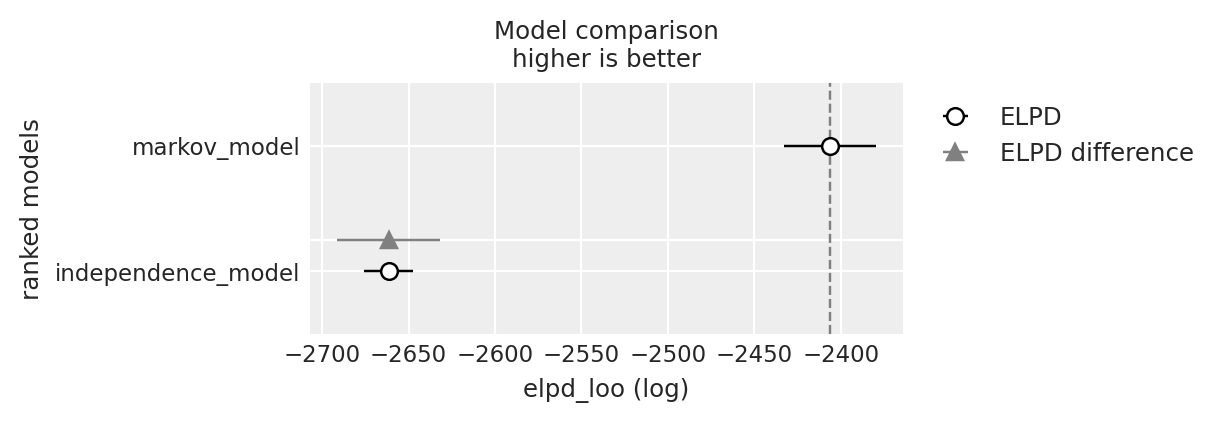 Model comparison
higher is better
ranked models
markov_model
independence_model
ELPD
ELPD difference
−2700 −2650 −2600 −2550 −2500 −2450 −2400
elpd_loo (log)